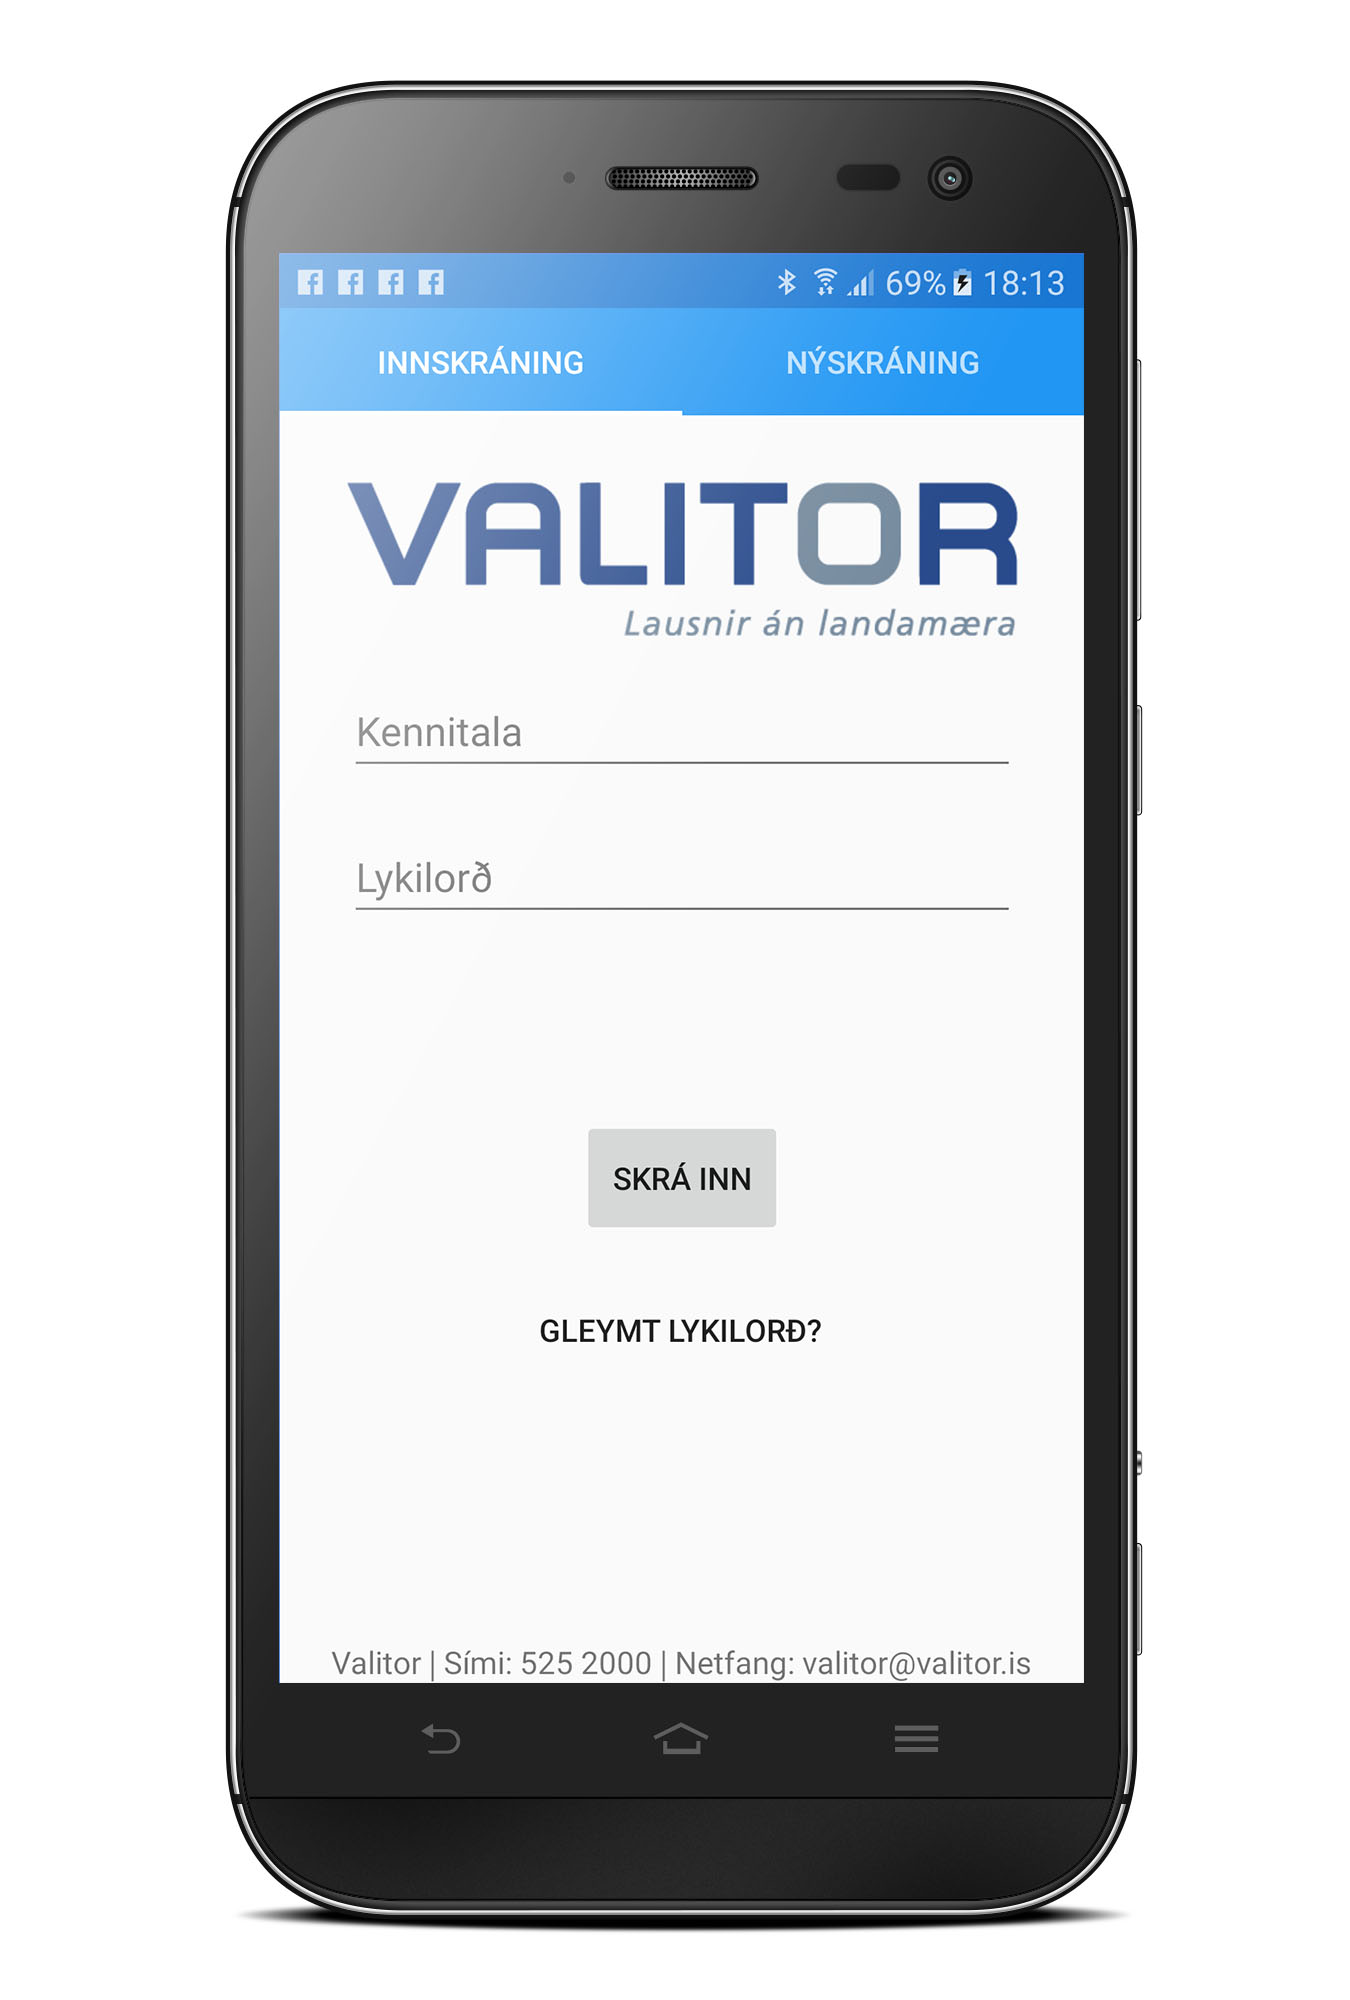 69% 18:13
INNSKRÁNING NÝSKRÁNING
VALITOR
Lausnir án landamæra
Kennitala
Lykilorð
SKRÁ INN
GLEYMT LYKILORÐ?
Valitor | Sími: 525 2000 | Netfang: valitor@valitor.is